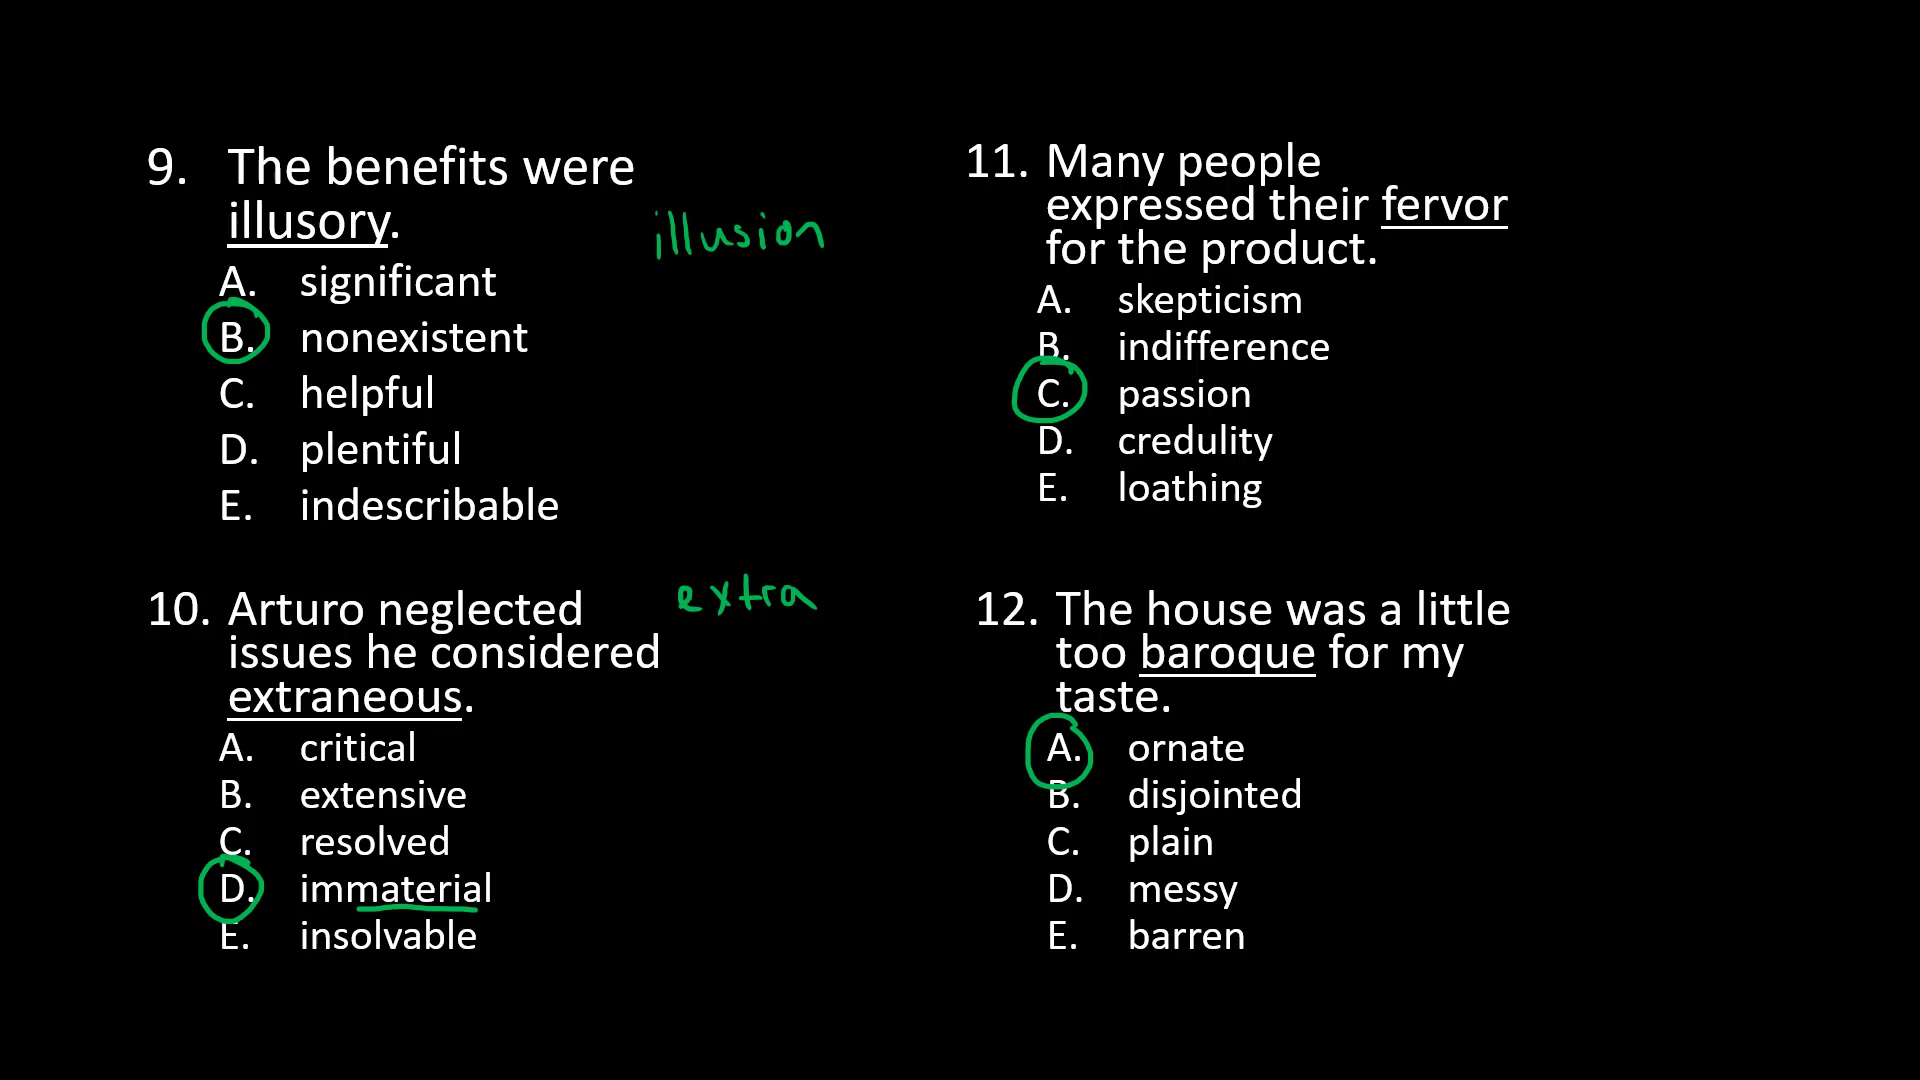 9. The benefits were
illusory.
illusion
A. significant
B. nonexistent
C. helpful
D. plentiful
E. indescribable
10. Arturo neglected
extra
issues he considered
extraneous.
A. critical
B. extensive
C. resolved
D. immaterial
E. insolvable
11. Many people
expressed their fervor
for the product.
A. skepticism
B. indifference
C. passion
D. credulity
E. loathing
12. The house was a little
too baroque for my
taste.
A. ornate
B. disjointed
C. plain
D. messy
E. barren